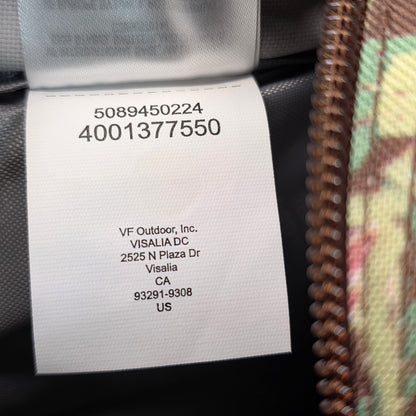 5089450224
4001377550
VF Outdoor, Inc.
VISALIA DC
2525 N Plaza Dr
Visalia
CA
93291-9308
US